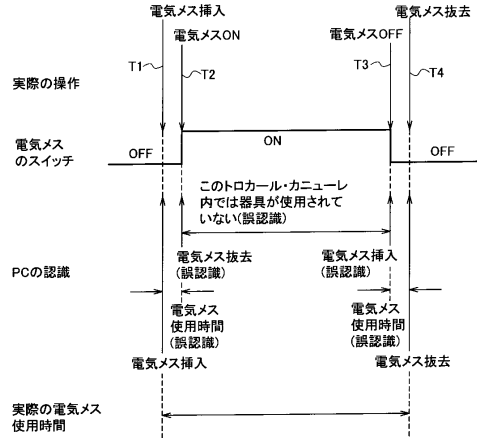 電気メス挿入
電気メス抜去
電気メスON
電気メスOFF
T1
T2
T3
T4
実際の操作
電気メス
のスイッチ
OFF
ON
OFF
このトロカール・カニューレ
内では器具が使用されて
いない(誤認識)
PCの認識
電気メス抜去
(誤認識)
電気メス挿入
(誤認識)
電気メス
使用時間
(誤認識)
電気メス
使用時間
(誤認識)
電気メス挿入
電気メス抜去
実際の電気メス
使用時間